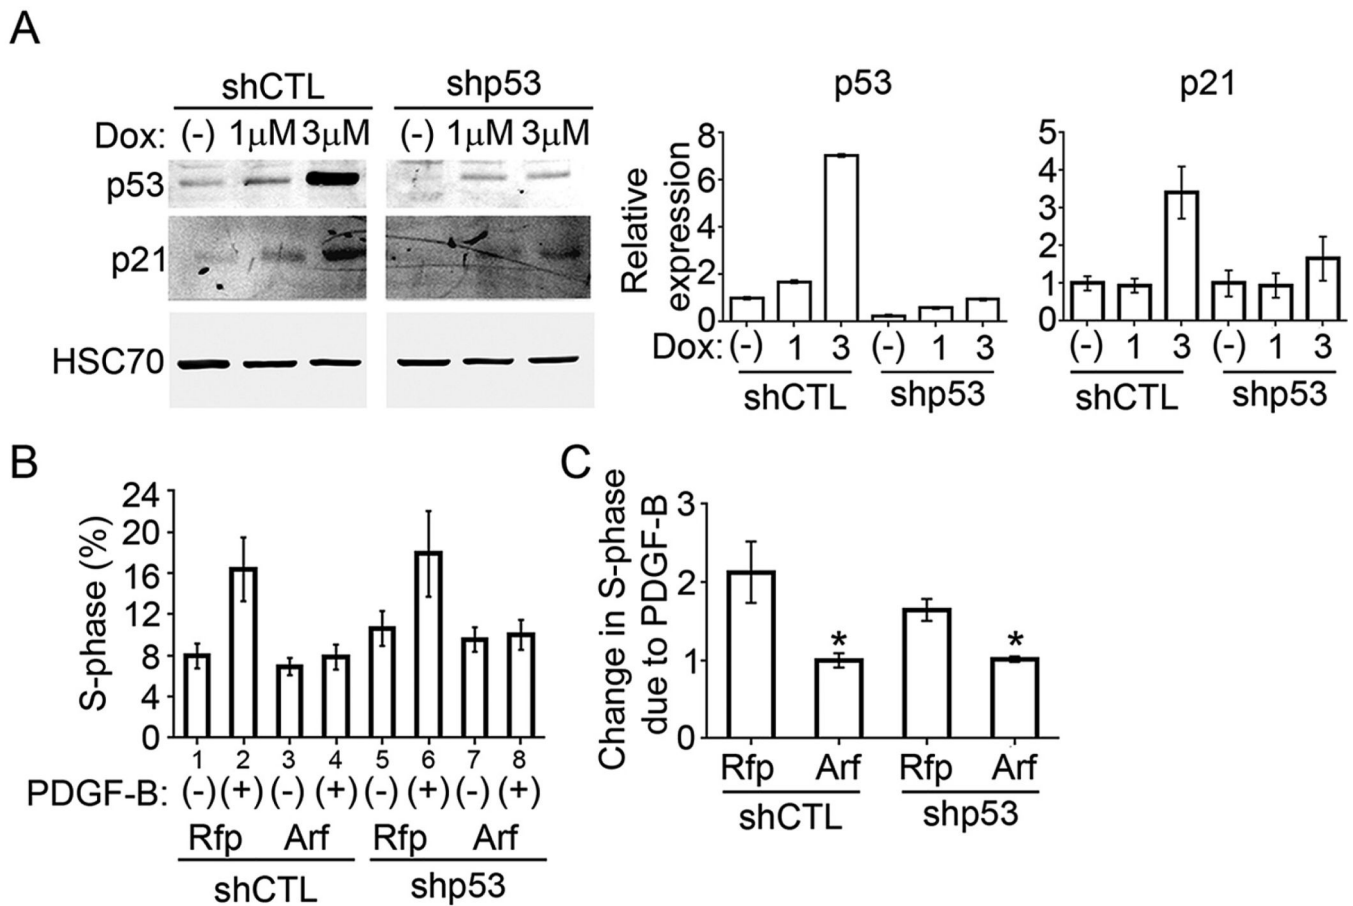 A
shCTL shp53
Dox: (-) 1μM 3μM (-) 1μM 3μM
p53
p21
HSC70
p53
Relative
expression
8
6
4
2
0
Dox: (-) 1 3 (-) 1 3
shCTL shp53
p21
5
4
3
2
1
0
(-) 1 3 (-) 1 3
shCTL shp53
B
S-phase (%)
24
20
16
12
8
4
0
1 2 3 4 5 6 7 8
PDGF-B: (-) (+) (-) (+) (-) (+) (-) (+)
Rfp Arf Rfp Arf
shCTL shp53
C
Change in S-phase
due to PDGF-B
3
2
1
0
* *
Rfp Arf Rfp Arf
shCTL shp53